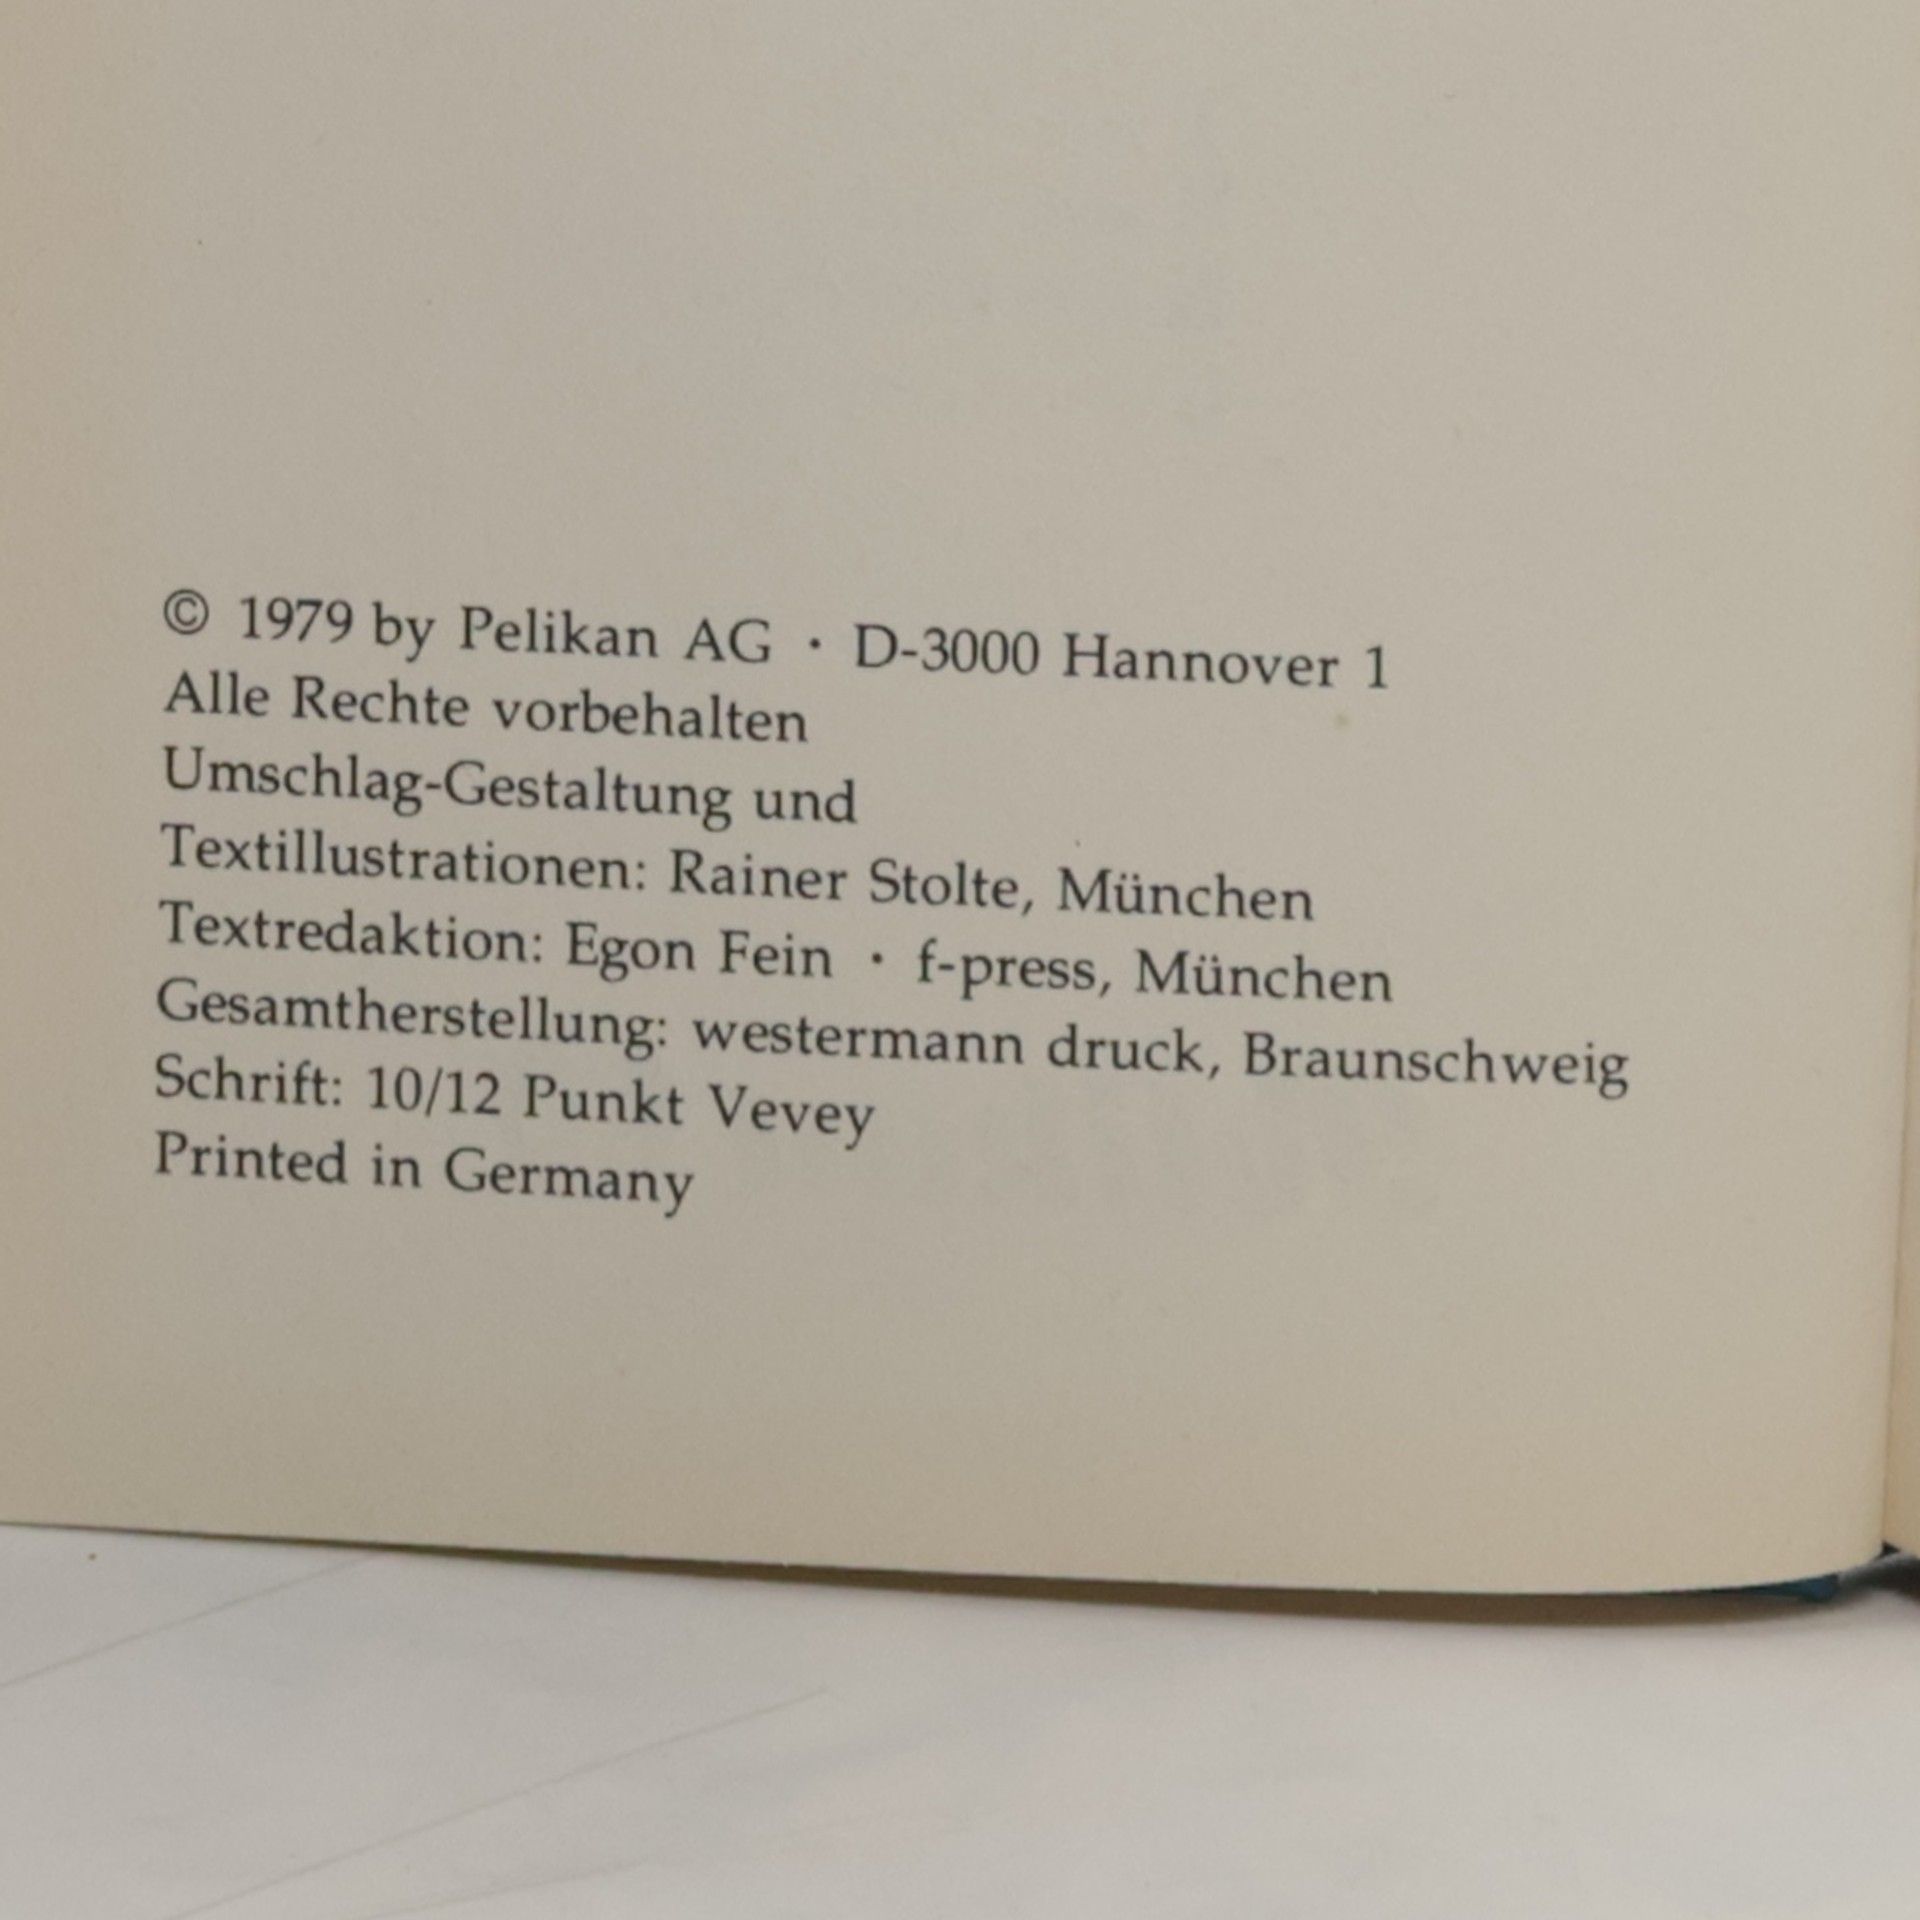 © 1979 by Pelikan AG · D-3000 Hannover 1
Alle Rechte vorbehalten
Umschlag-Gestaltung und
Textillustrationen: Rainer Stolte, München
Textredaktion: Egon Fein · f-press, München
Gesamtherstellung: westermann druck, Braunschweig
Schrift: 10/12 Punkt Vevey
Printed in Germany